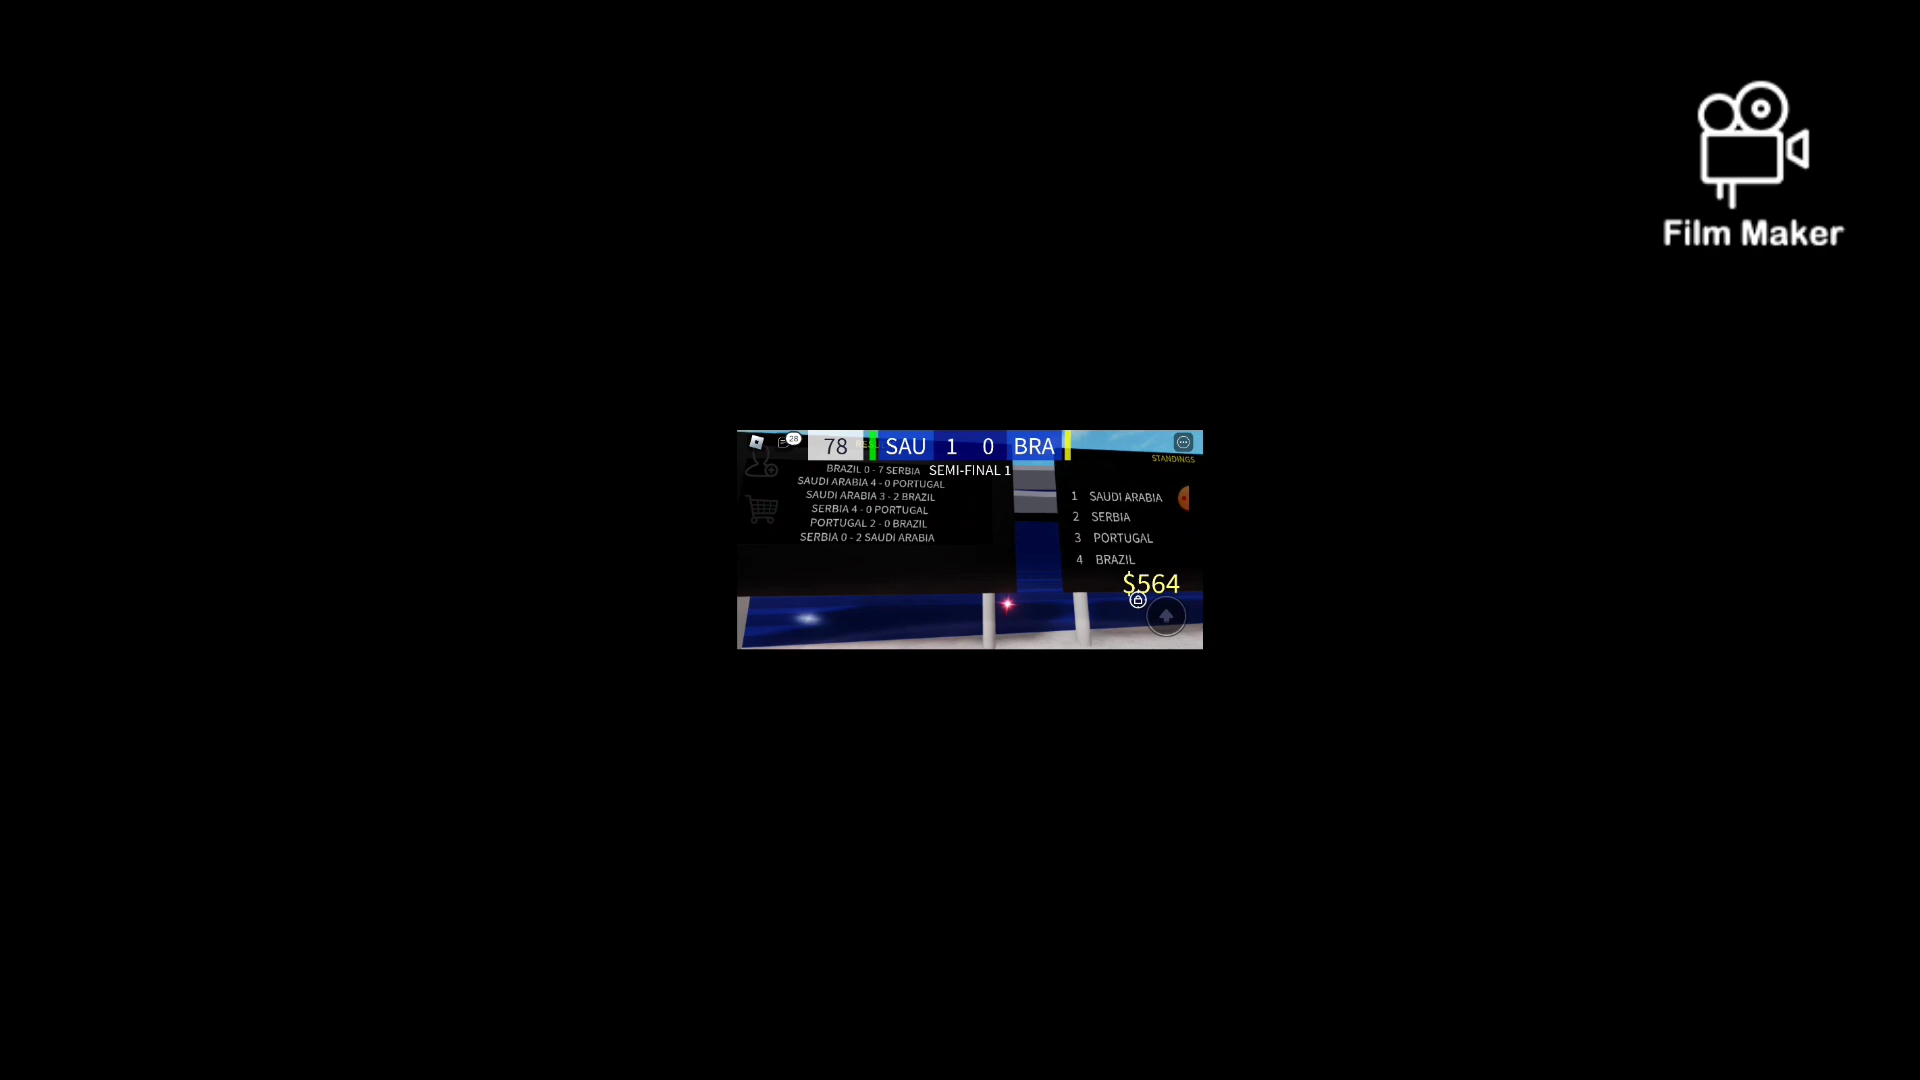 Film Maker
28
78 SAU 1 0 BRA
SEMI-FINAL 1
BRAZIL 0 - 7 SERBIA
SAUDI ARABIA 4 - 0 PORTUGAL
SAUDI ARABIA 3 - 2 BRAZIL
SERBIA 4 - 0 PORTUGAL
PORTUGAL 2 - 0 BRAZIL
SERBIA 0 - 2 SAUDI ARABIA
STANDINGS
1 SAUDI ARABIA
2 SERBIA
3 PORTUGAL
4 BRAZIL
$564